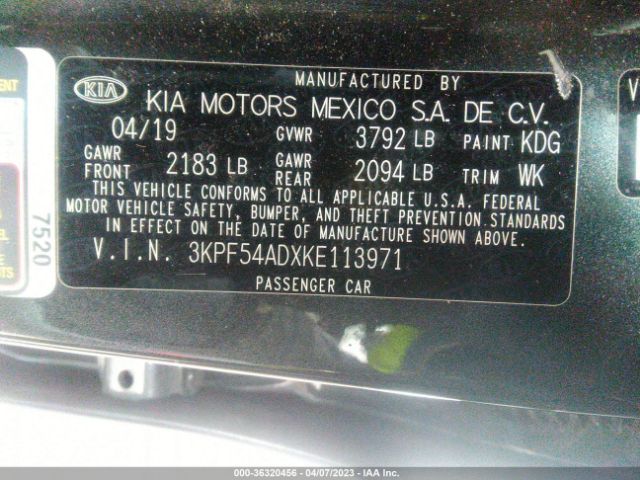 KIA
MANUFACTURED BY
KIA MOTORS MEXICO S.A. DE C.V.
04/19 GVWR 3792 LB PAINT KDG
GAWR FRONT 2183 LB GAWR REAR 2094 LB TRIM WK
THIS VEHICLE CONFORMS TO ALL APPLICABLE U.S.A. FEDERAL
MOTOR VEHICLE SAFETY, BUMPER, AND THEFT PREVENTION STANDARDS
IN EFFECT ON THE DATE OF MANUFACTURE SHOWN ABOVE.
V.I.N. 3KPF54ADXKE113971
PASSENGER CAR
7520
000-36320456 - 04/07/2023 - IAA Inc.